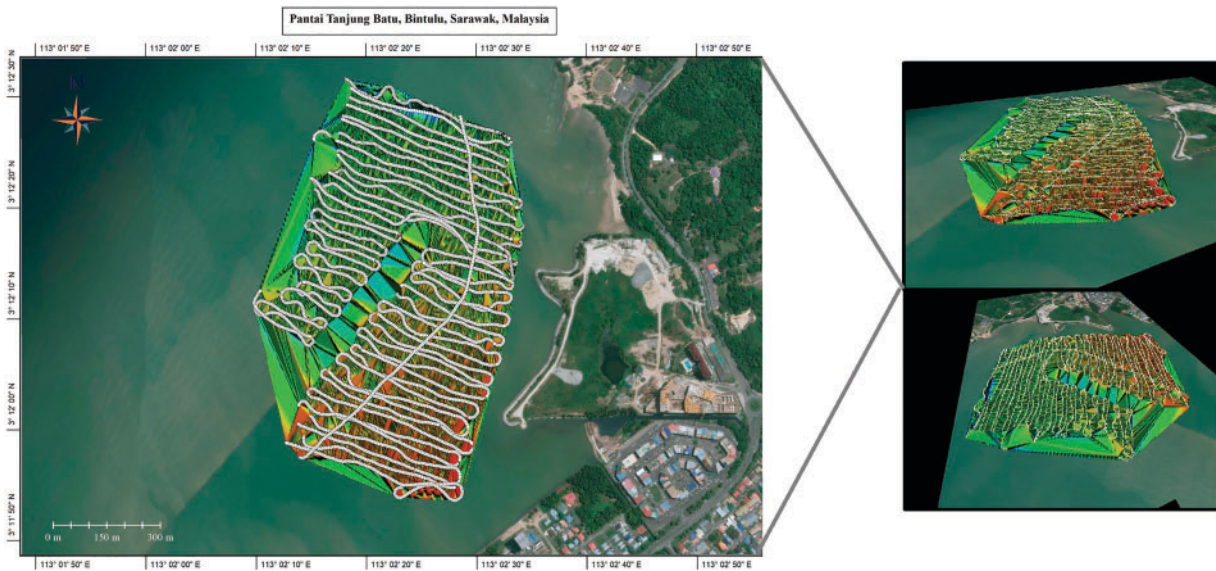 Pantai Tanjung Batu, Bintulu, Sarawak, Malaysia
113° 01' 50" E 113° 02' 00" E 113° 02' 10" E 113° 02' 20" E 113° 02' 30" E 113° 02' 40" E 113° 02' 50" E
3° 12' 30" N
3° 12' 20" N
3° 12' 10" N
3° 12' 00" N
3° 11' 50" N
N
0 m 150 m 300 m
113° 01' 50" E 113° 02' 00" E 113° 02' 10" E 113° 02' 20" E 113° 02' 30" E 113° 02' 40" E 113° 02' 50" E